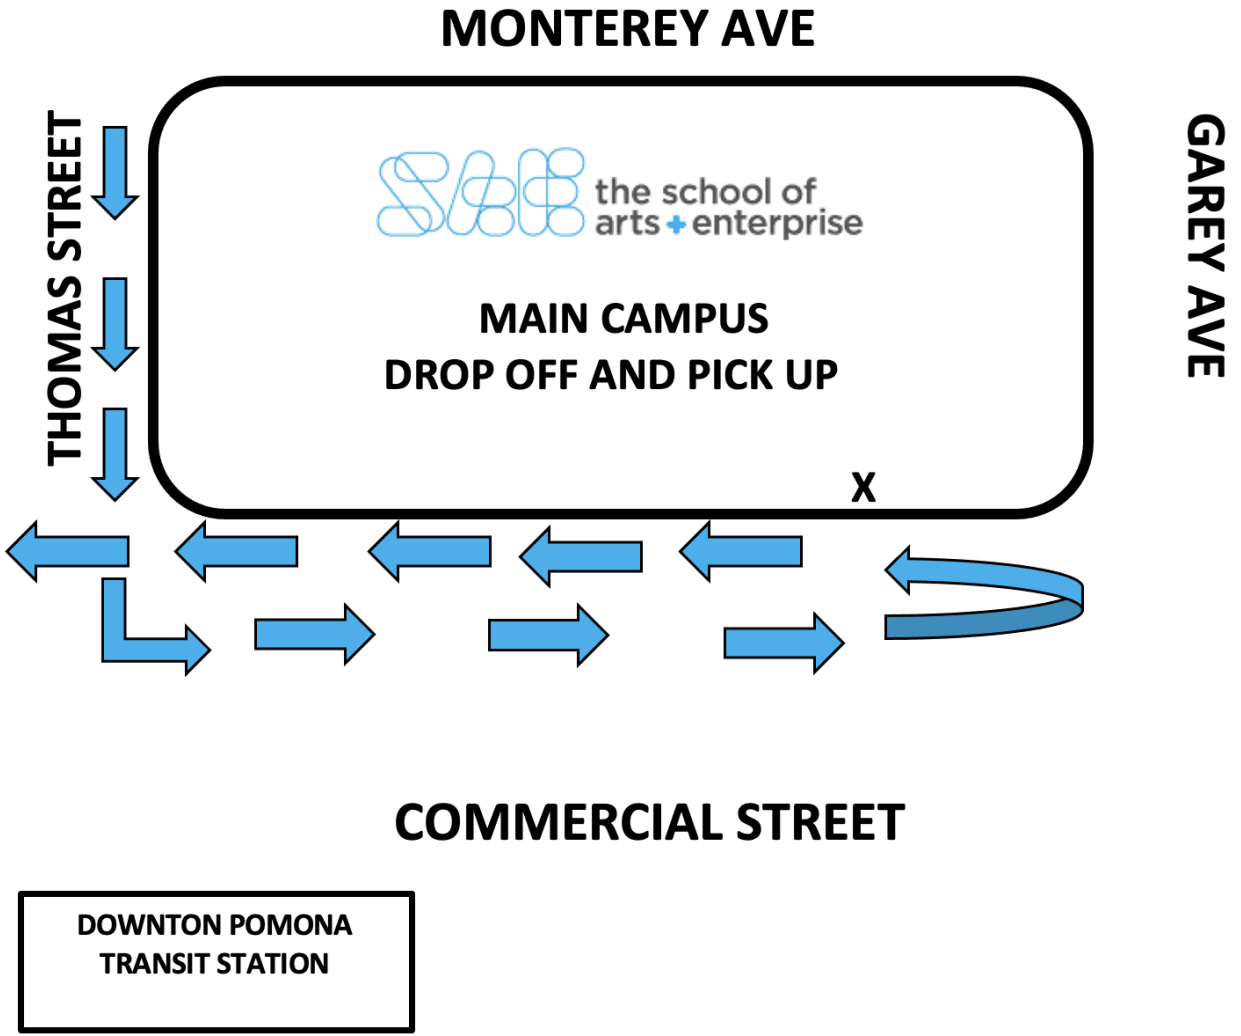 MONTEREY AVE
THOMAS STREET
GAREY AVE
SAE
the school of
arts + enterprise
MAIN CAMPUS
DROP OFF AND PICK UP
X
COMMERCIAL STREET
DOWNTON POMONA
TRANSIT STATION